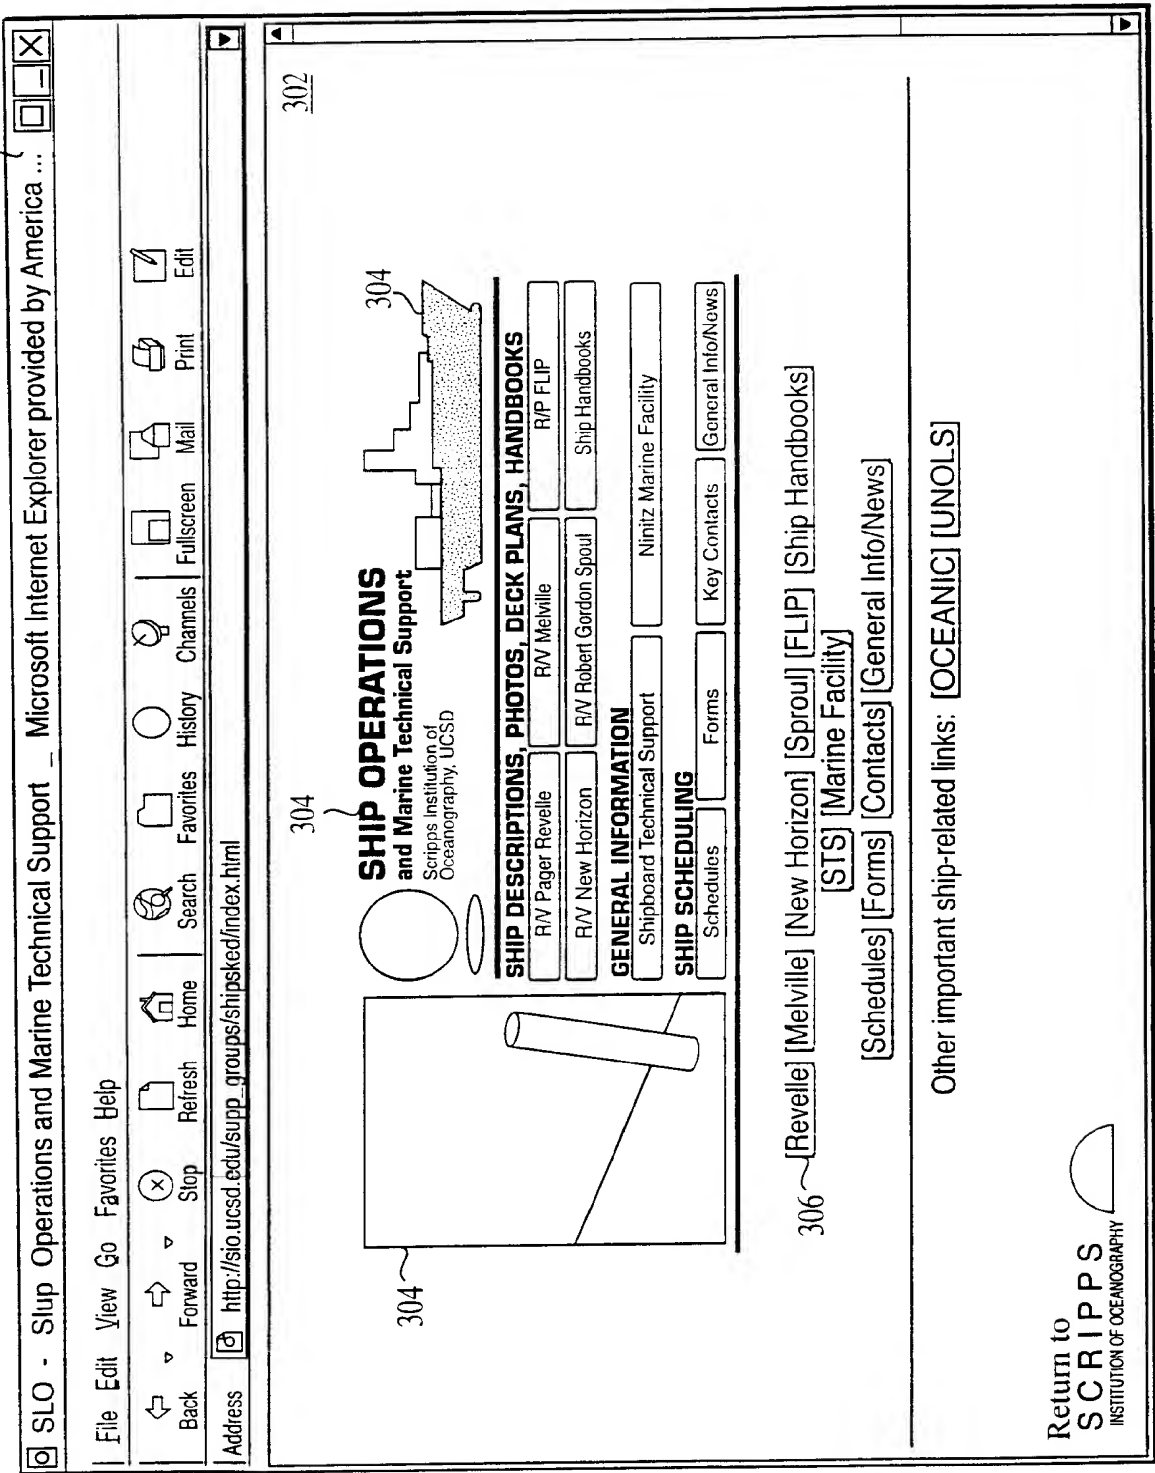 SLO - Slup Operations and Marine Technical Support _ Microsoft Internet Explorer provided by America ...
File Edit View Go Favorites Help
Back Forward Stop Refresh Home Search Favorites History Channels Fullscreen Mail Print Edit
Address http://sio.ucsd.edu/supp_groups/shipsked/index.html
302
304
304
304
SHIP OPERATIONS
and Marine Technical Support
Scripps Institution of
Oceanography, UCSD
SHIP DESCRIPTIONS, PHOTOS, DECK PLANS, HANDBOOKS
R/V Pager Revelle R/V Melville R/P FLIP
R/V New Horizon R/V Robert Gordon Spoul Ship Handbooks
GENERAL INFORMATION
Shipboard Technical Support Ninitz Marine Facility
SHIP SCHEDULING
Schedules Forms Key Contacts General Info/News
306 [Revelle] [Melville] [New Horizon] [Sproul] [FLIP] [Ship Handbooks]
[STS] [Marine Facility]
[Schedules] [Forms] [Contacts] [General Info/News]
Other important ship-related links: [OCEANIC] [UNOLS]
Return to
SCRIPPS
INSTITUTION OF OCEANOGRAPHY